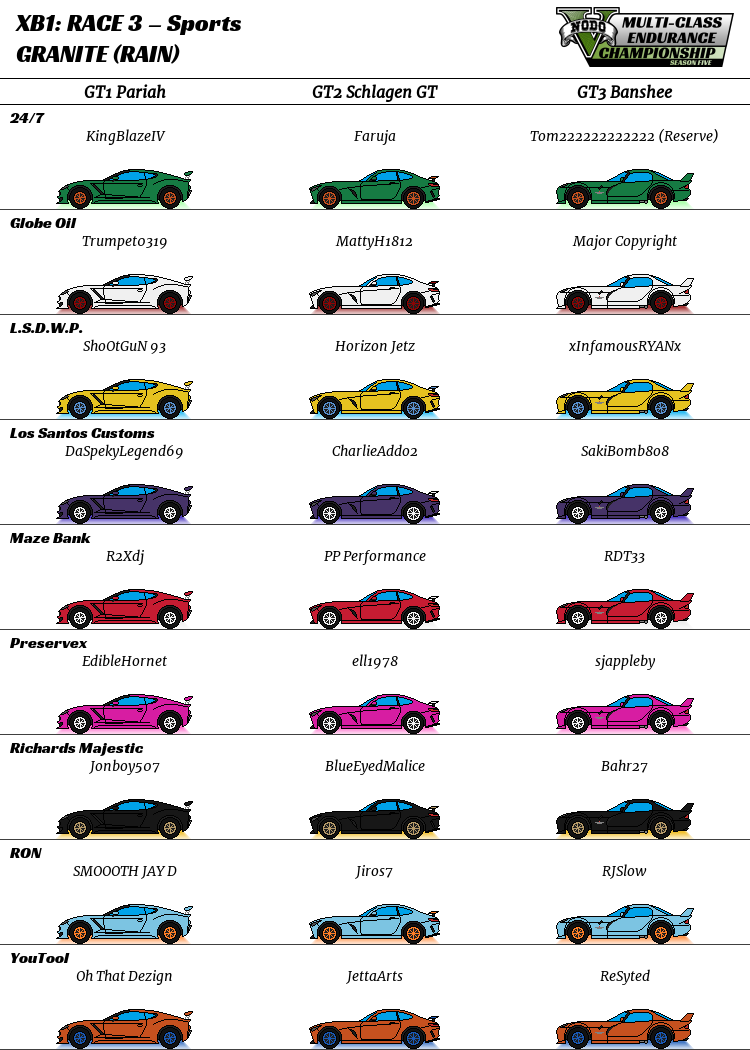 XB1: RACE 3 – Sports
GRANITE (RAIN)
NODO
V
MULTI-CLASS
ENDURANCE
CHAMPIONSHIP
SEASON FIVE
GT1 Pariah GT2 Schlagen GT GT3 Banshee
24/7
KingBlazeIV Faruja Tom222222222222 (Reserve)
Globe Oil
Trumpet0319 MattyH1812 Major Copyright
L.S.D.W.P.
ShoOtGuN 93 Horizon Jetz xInfamousRYANx
Los Santos Customs
DaSpekyLegend69 CharlieAdd02 SakiBomb808
Maze Bank
R2Xdj PP Performance RDT33
Preservex
EdibleHornet ell1978 sjappleby
Richards Majestic
Jonboy507 BlueEyedMalice Bahr27
RON
SMOOOTH JAY D Jiros7 RJSlow
YouTool
Oh That Dezign JettaArts ReSyted